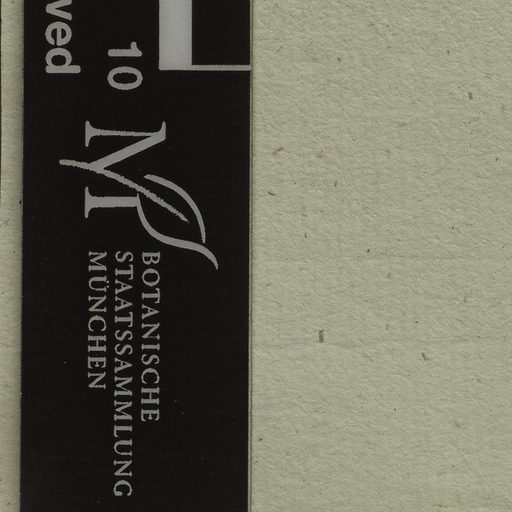 ved
10
M
BOTANISCHE
STAATSSAMMLUNG
MÜNCHEN